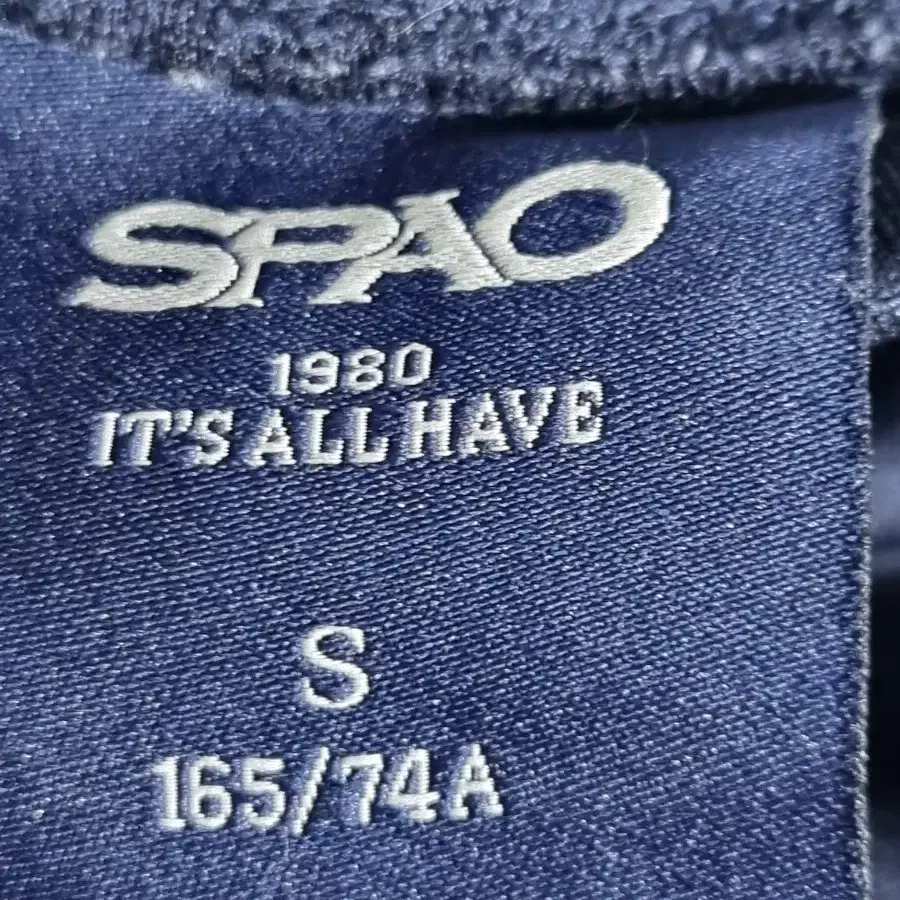 SPAO
1980
IT'S ALL HAVE
S
165/74A